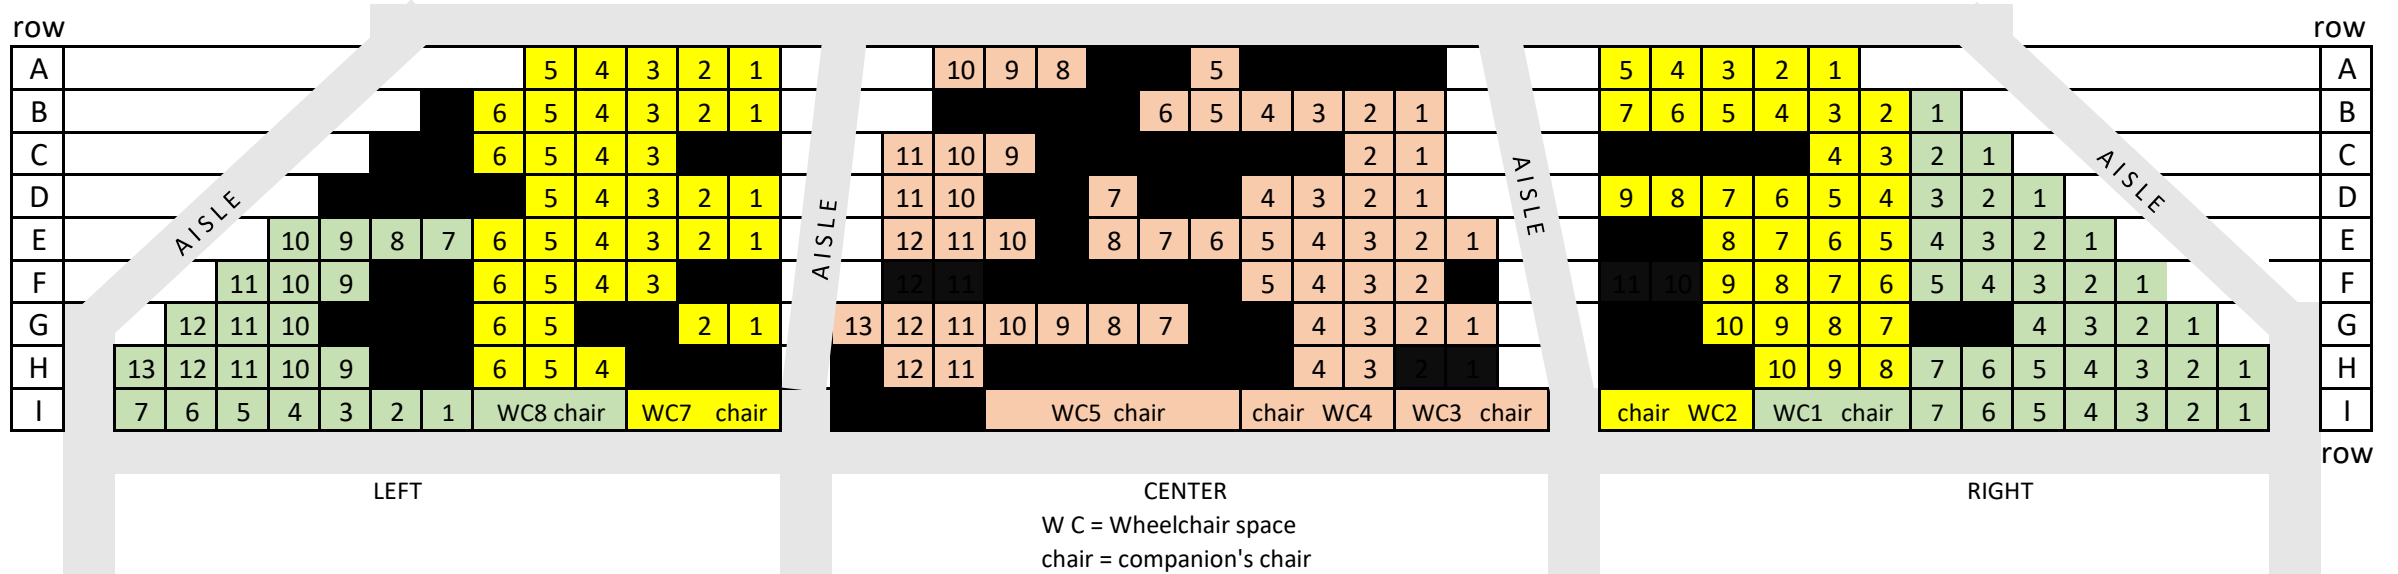 row row
A 5 4 3 2 1 10 9 8 5 5 4 3 2 1 A
B 6 5 4 3 2 1 6 5 4 3 2 1 7 6 5 4 3 2 1 B
C 6 5 4 3 11 10 9 2 1 4 3 2 1 C
D 5 4 3 2 1 11 10 7 4 3 2 1 9 8 7 6 5 4 3 2 1 D
E 10 9 8 7 6 5 4 3 2 1 12 11 10 8 7 6 5 4 3 2 1 8 7 6 5 4 3 2 1 E
F 11 10 9 6 5 4 3 12 11 5 4 3 2 11 10 9 8 7 6 5 4 3 2 1 F
G 12 11 10 6 5 2 1 13 12 11 10 9 8 7 4 3 2 1 10 9 8 7 4 3 2 1 G
H 13 12 11 10 9 6 5 4 12 11 4 3 2 1 10 9 8 7 6 5 4 3 2 1 H
I 7 6 5 4 3 2 1 WC8 chair WC7 chair WC5 chair chair WC4 WC3 chair chair WC2 WC1 chair 7 6 5 4 3 2 1 I
AISLE
AISLE
AISLE
AISLE
row
LEFT CENTER RIGHT
W C = Wheelchair space
chair = companion's chair